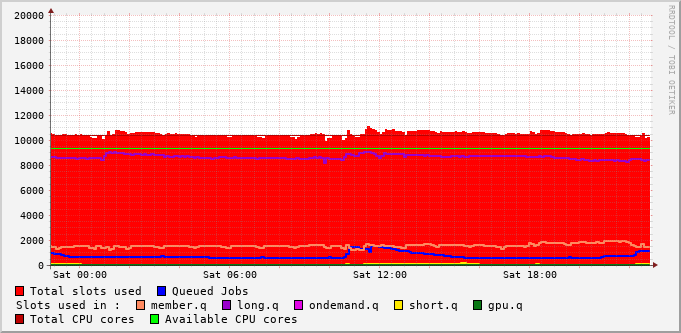 RRDTOOL / TOBI OETIKER
20000
18000
16000
14000
12000
10000
8000
6000
4000
2000
0
Sat 00:00 Sat 06:00 Sat 12:00 Sat 18:00
Total slots used Queued Jobs
Slots used in : member.q long.q ondemand.q short.q gpu.q
Total CPU cores Available CPU cores